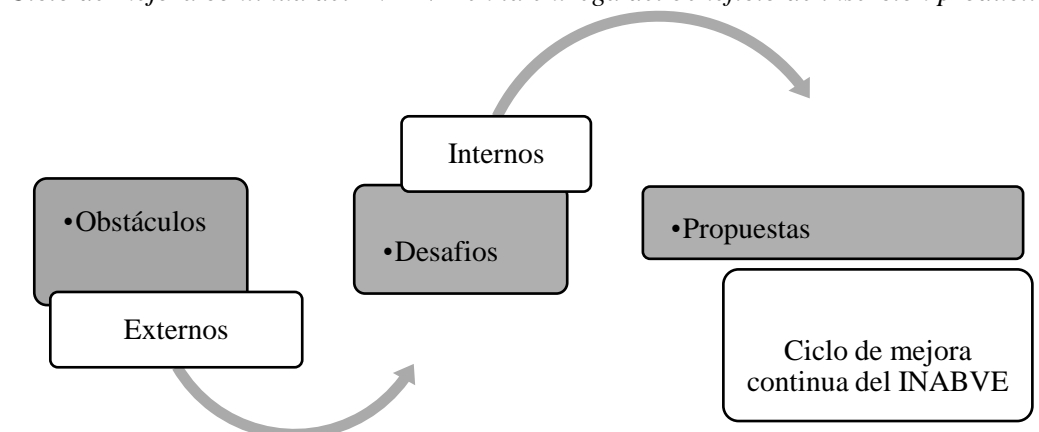 •Obstáculos
Externos
Internos
•Desafios
•Propuestas
Ciclo de mejora
continua del INABVE